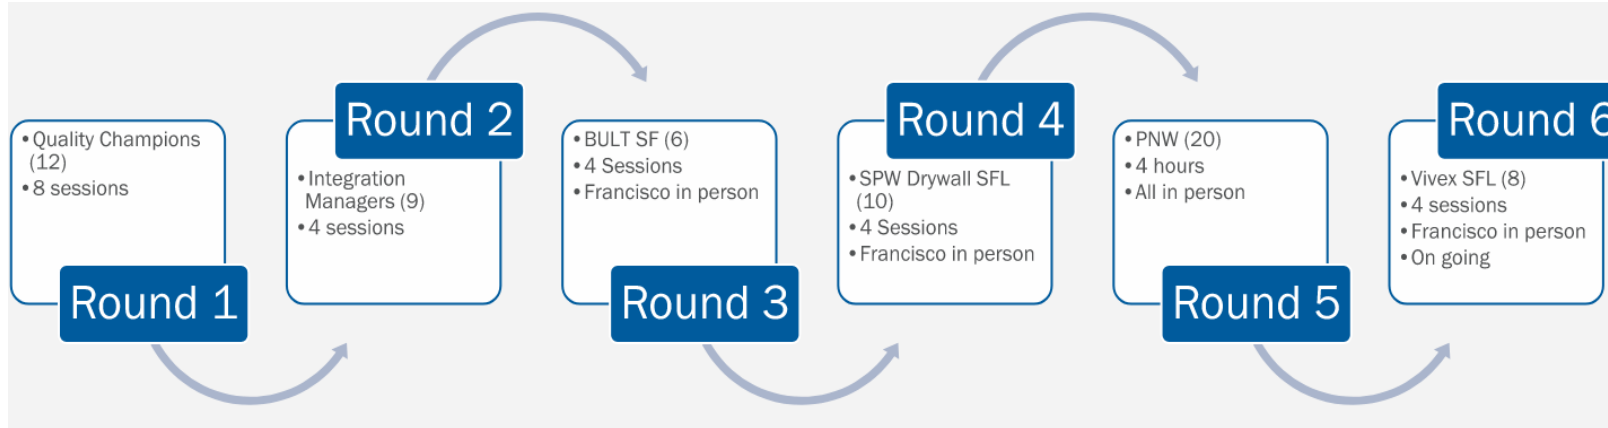 • Quality Champions
(12)
• 8 sessions
Round 1
Round 2
• Integration
Managers (9)
• 4 sessions
• BULT SF (6)
• 4 Sessions
• Francisco in person
Round 3
Round 4
• SPW Drywall SFL
(10)
• 4 Sessions
• Francisco in person
• PNW (20)
• 4 hours
• All in person
Round 5
Round 6
• Vivex SFL (8)
• 4 sessions
• Francisco in person
• On going